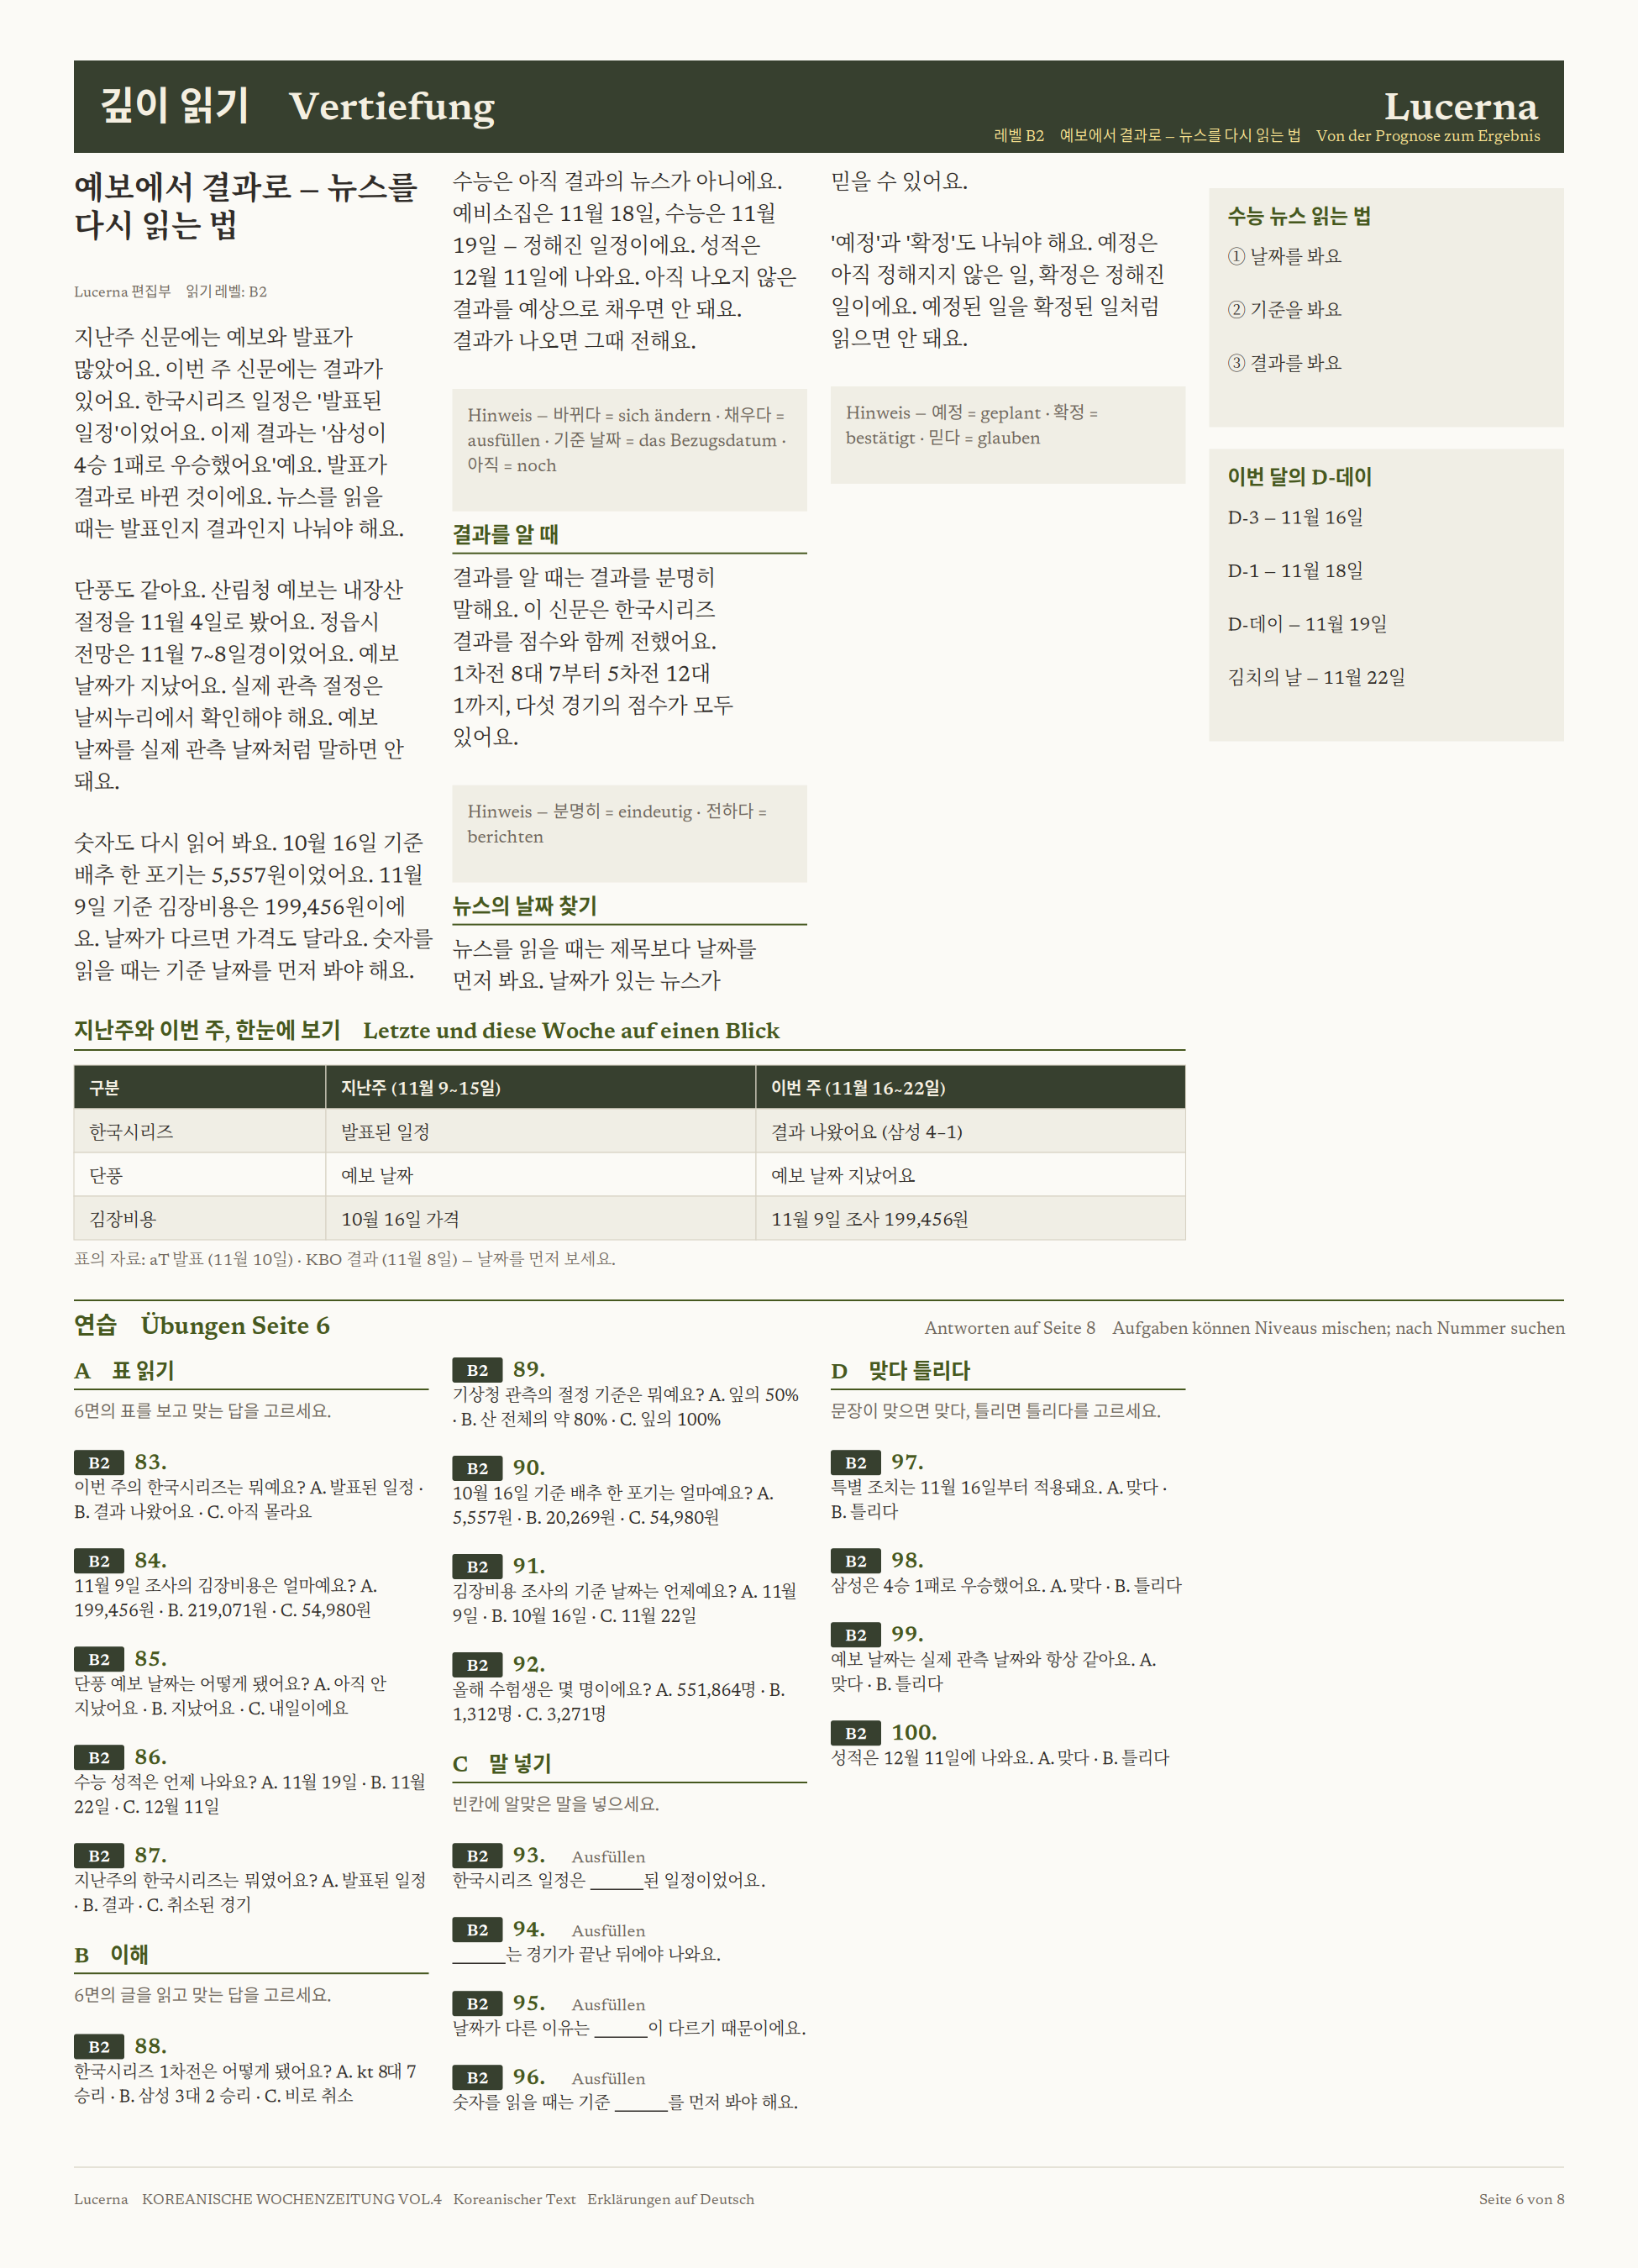 깊이 읽기 Vertiefung
Lucerna
레벨 B2 예보에서 결과로 – 뉴스를 다시 읽는 법 Von der Prognose zum Ergebnis
예보에서 결과로 – 뉴스를
다시 읽는 법
Lucerna 편집부 읽기 레벨: B2
지난주 신문에는 예보와 발표가
많았어요. 이번 주 신문에는 결과가
있어요. 한국시리즈 일정은 '발표된
일정'이었어요. 이제 결과는 '삼성이
4승 1패로 우승했어요'예요. 발표가
결과로 바뀐 것이에요. 뉴스를 읽을
때는 발표인지 결과인지 나눠야 해요.
단풍도 같아요. 산림청 예보는 내장산
절정을 11월 4일로 봤어요. 정읍시
전망은 11월 7~8일경이었어요. 예보
날짜가 지났어요. 실제 관측 절정은
날씨누리에서 확인해야 해요. 예보
날짜를 실제 관측 날짜처럼 말하면 안
돼요.
숫자도 다시 읽어 봐요. 10월 16일 기준
배추 한 포기는 5,557원이었어요. 11월
9일 기준 김장비용은 199,456원이에
요. 날짜가 다르면 가격도 달라요. 숫자를
읽을 때는 기준 날짜를 먼저 봐야 해요.
수능은 아직 결과의 뉴스가 아니에요.
예비소집은 11월 18일, 수능은 11월
19일 – 정해진 일정이에요. 성적은
12월 11일에 나와요. 아직 나오지 않은
결과를 예상으로 채우면 안 돼요.
결과가 나오면 그때 전해요.
Hinweis – 바뀌다 = sich ändern · 채우다 =
ausfüllen · 기준 날짜 = das Bezugsdatum ·
아직 = noch
결과를 알 때
결과를 알 때는 결과를 분명히
말해요. 이 신문은 한국시리즈
결과를 점수와 함께 전했어요.
1차전 8대 7부터 5차전 12대
1까지, 다섯 경기의 점수가 모두
있어요.
Hinweis – 분명히 = eindeutig · 전하다 =
berichten
뉴스의 날짜 찾기
뉴스를 읽을 때는 제목보다 날짜를
먼저 봐요. 날짜가 있는 뉴스가
믿을 수 있어요.
'예정'과 '확정'도 나눠야 해요. 예정은
아직 정해지지 않은 일, 확정은 정해진
일이에요. 예정된 일을 확정된 일처럼
읽으면 안 돼요.
Hinweis – 예정 = geplant · 확정 =
bestätigt · 믿다 = glauben
수능 뉴스 읽는 법
① 날짜를 봐요
② 기준을 봐요
③ 결과를 봐요
이번 달의 D-데이
D-3 – 11월 16일
D-1 – 11월 18일
D-데이 – 11월 19일
김치의 날 – 11월 22일
지난주와 이번 주, 한눈에 보기 Letzte und diese Woche auf einen Blick
구분 지난주 (11월 9~15일) 이번 주 (11월 16~22일)
한국시리즈 발표된 일정 결과 나왔어요 (삼성 4–1)
단풍 예보 날짜 예보 날짜 지났어요
김장비용 10월 16일 가격 11월 9일 조사 199,456원
표의 자료: aT 발표 (11월 10일) · KBO 결과 (11월 8일) – 날짜를 먼저 보세요.
연습 Übungen Seite 6
Antworten auf Seite 8 Aufgaben können Niveaus mischen; nach Nummer suchen
A 표 읽기
6면의 표를 보고 맞는 답을 고르세요.
B2 83.
이번 주의 한국시리즈는 뭐예요? A. 발표된 일정 ·
B. 결과 나왔어요 · C. 아직 몰라요
B2 84.
11월 9일 조사의 김장비용은 얼마예요? A.
199,456원 · B. 219,071원 · C. 54,980원
B2 85.
단풍 예보 날짜는 어떻게 됐어요? A. 아직 안
지났어요 · B. 지났어요 · C. 내일이에요
B2 86.
수능 성적은 언제 나와요? A. 11월 19일 · B. 11월
22일 · C. 12월 11일
B2 87.
지난주의 한국시리즈는 뭐였어요? A. 발표된 일정
· B. 결과 · C. 취소된 경기
B 이해
6면의 글을 읽고 맞는 답을 고르세요.
B2 88.
한국시리즈 1차전은 어떻게 됐어요? A. kt 8대 7
승리 · B. 삼성 3대 2 승리 · C. 비로 취소
B2 89.
기상청 관측의 절정 기준은 뭐예요? A. 잎의 50%
· B. 산 전체의 약 80% · C. 잎의 100%
B2 90.
10월 16일 기준 배추 한 포기는 얼마예요? A.
5,557원 · B. 20,269원 · C. 54,980원
B2 91.
김장비용 조사의 기준 날짜는 언제예요? A. 11월
9일 · B. 10월 16일 · C. 11월 22일
B2 92.
올해 수험생은 몇 명이에요? A. 551,864명 · B.
1,312명 · C. 3,271명
C 말 넣기
빈칸에 알맞은 말을 넣으세요.
B2 93. Ausfüllen
한국시리즈 일정은 ______된 일정이었어요.
B2 94. Ausfüllen
______는 경기가 끝난 뒤에야 나와요.
B2 95. Ausfüllen
날짜가 다른 이유는 ______이 다르기 때문이에요.
B2 96. Ausfüllen
숫자를 읽을 때는 기준 ______를 먼저 봐야 해요.
D 맞다 틀리다
문장이 맞으면 맞다, 틀리면 틀리다를 고르세요.
B2 97.
특별 조치는 11월 16일부터 적용돼요. A. 맞다 ·
B. 틀리다
B2 98.
삼성은 4승 1패로 우승했어요. A. 맞다 · B. 틀리다
B2 99.
예보 날짜는 실제 관측 날짜와 항상 같아요. A.
맞다 · B. 틀리다
B2 100.
성적은 12월 11일에 나와요. A. 맞다 · B. 틀리다
Lucerna KOREANISCHE WOCHENZEITUNG VOL.4 Koreanischer Text Erklärungen auf Deutsch
Seite 6 von 8